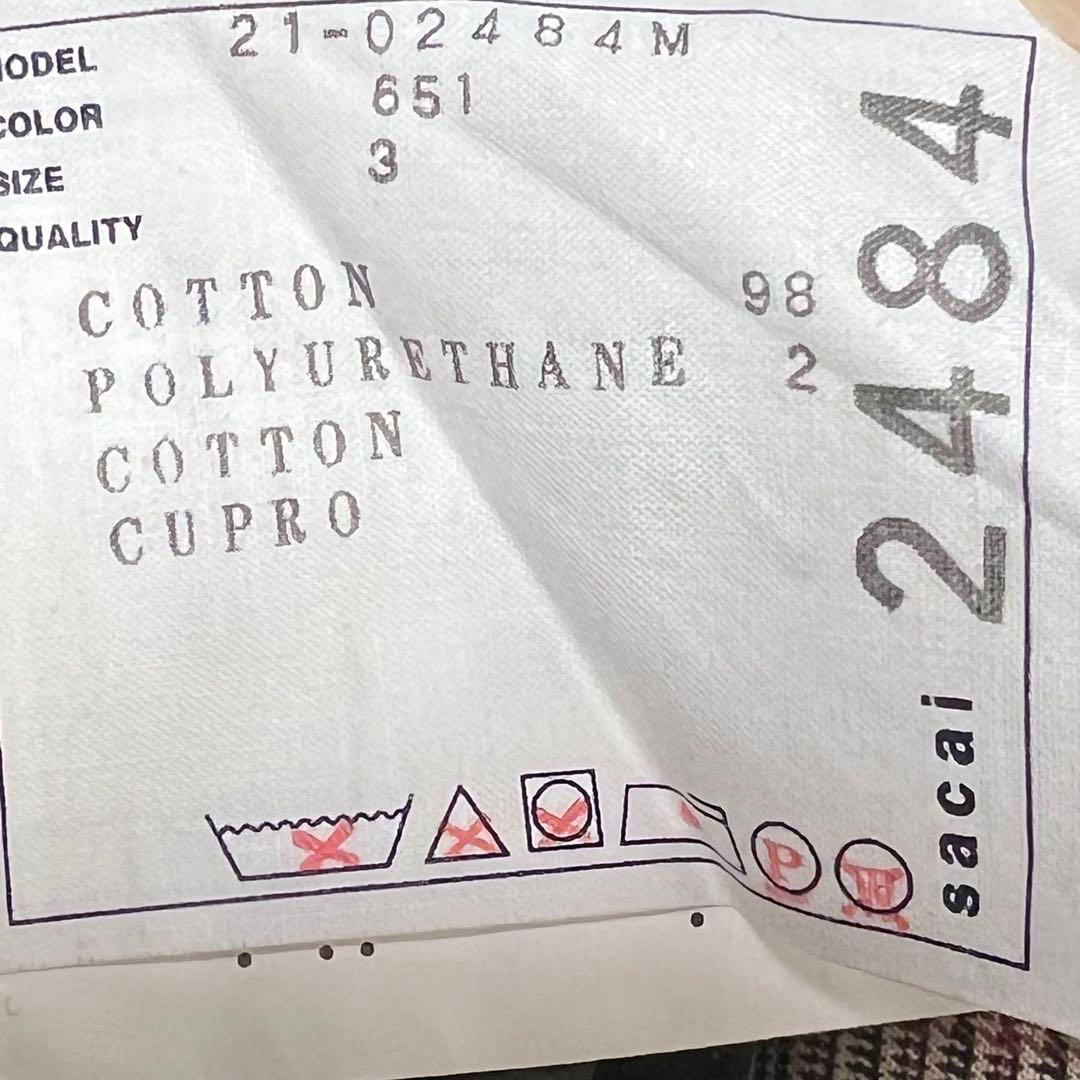 MODEL 21-02484M
COLOR 651
SIZE 3
QUALITY
COTTON 98
POLYURETHANE 2
COTTON
CUPRO
P
sacai 2484